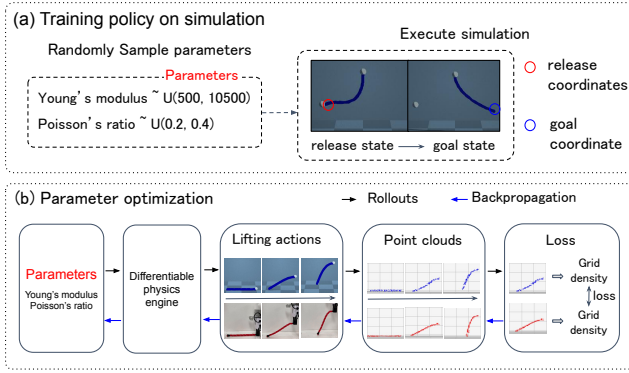 (a) Training policy on simulation
Randomly Sample parameters
Parameters
Young's modulus ~ U(500, 10500)
Poisson's ratio ~ U(0.2, 0.4)
Execute simulation
release state
goal state
release
coordinates
goal
coordinate
(b) Parameter optimization
Rollouts
Backpropagation
Parameters
Young's modulus
Poisson's ratio
Differentiable
physics
engine
Lifting actions
Point clouds
Loss
Grid
density
loss
Grid
density